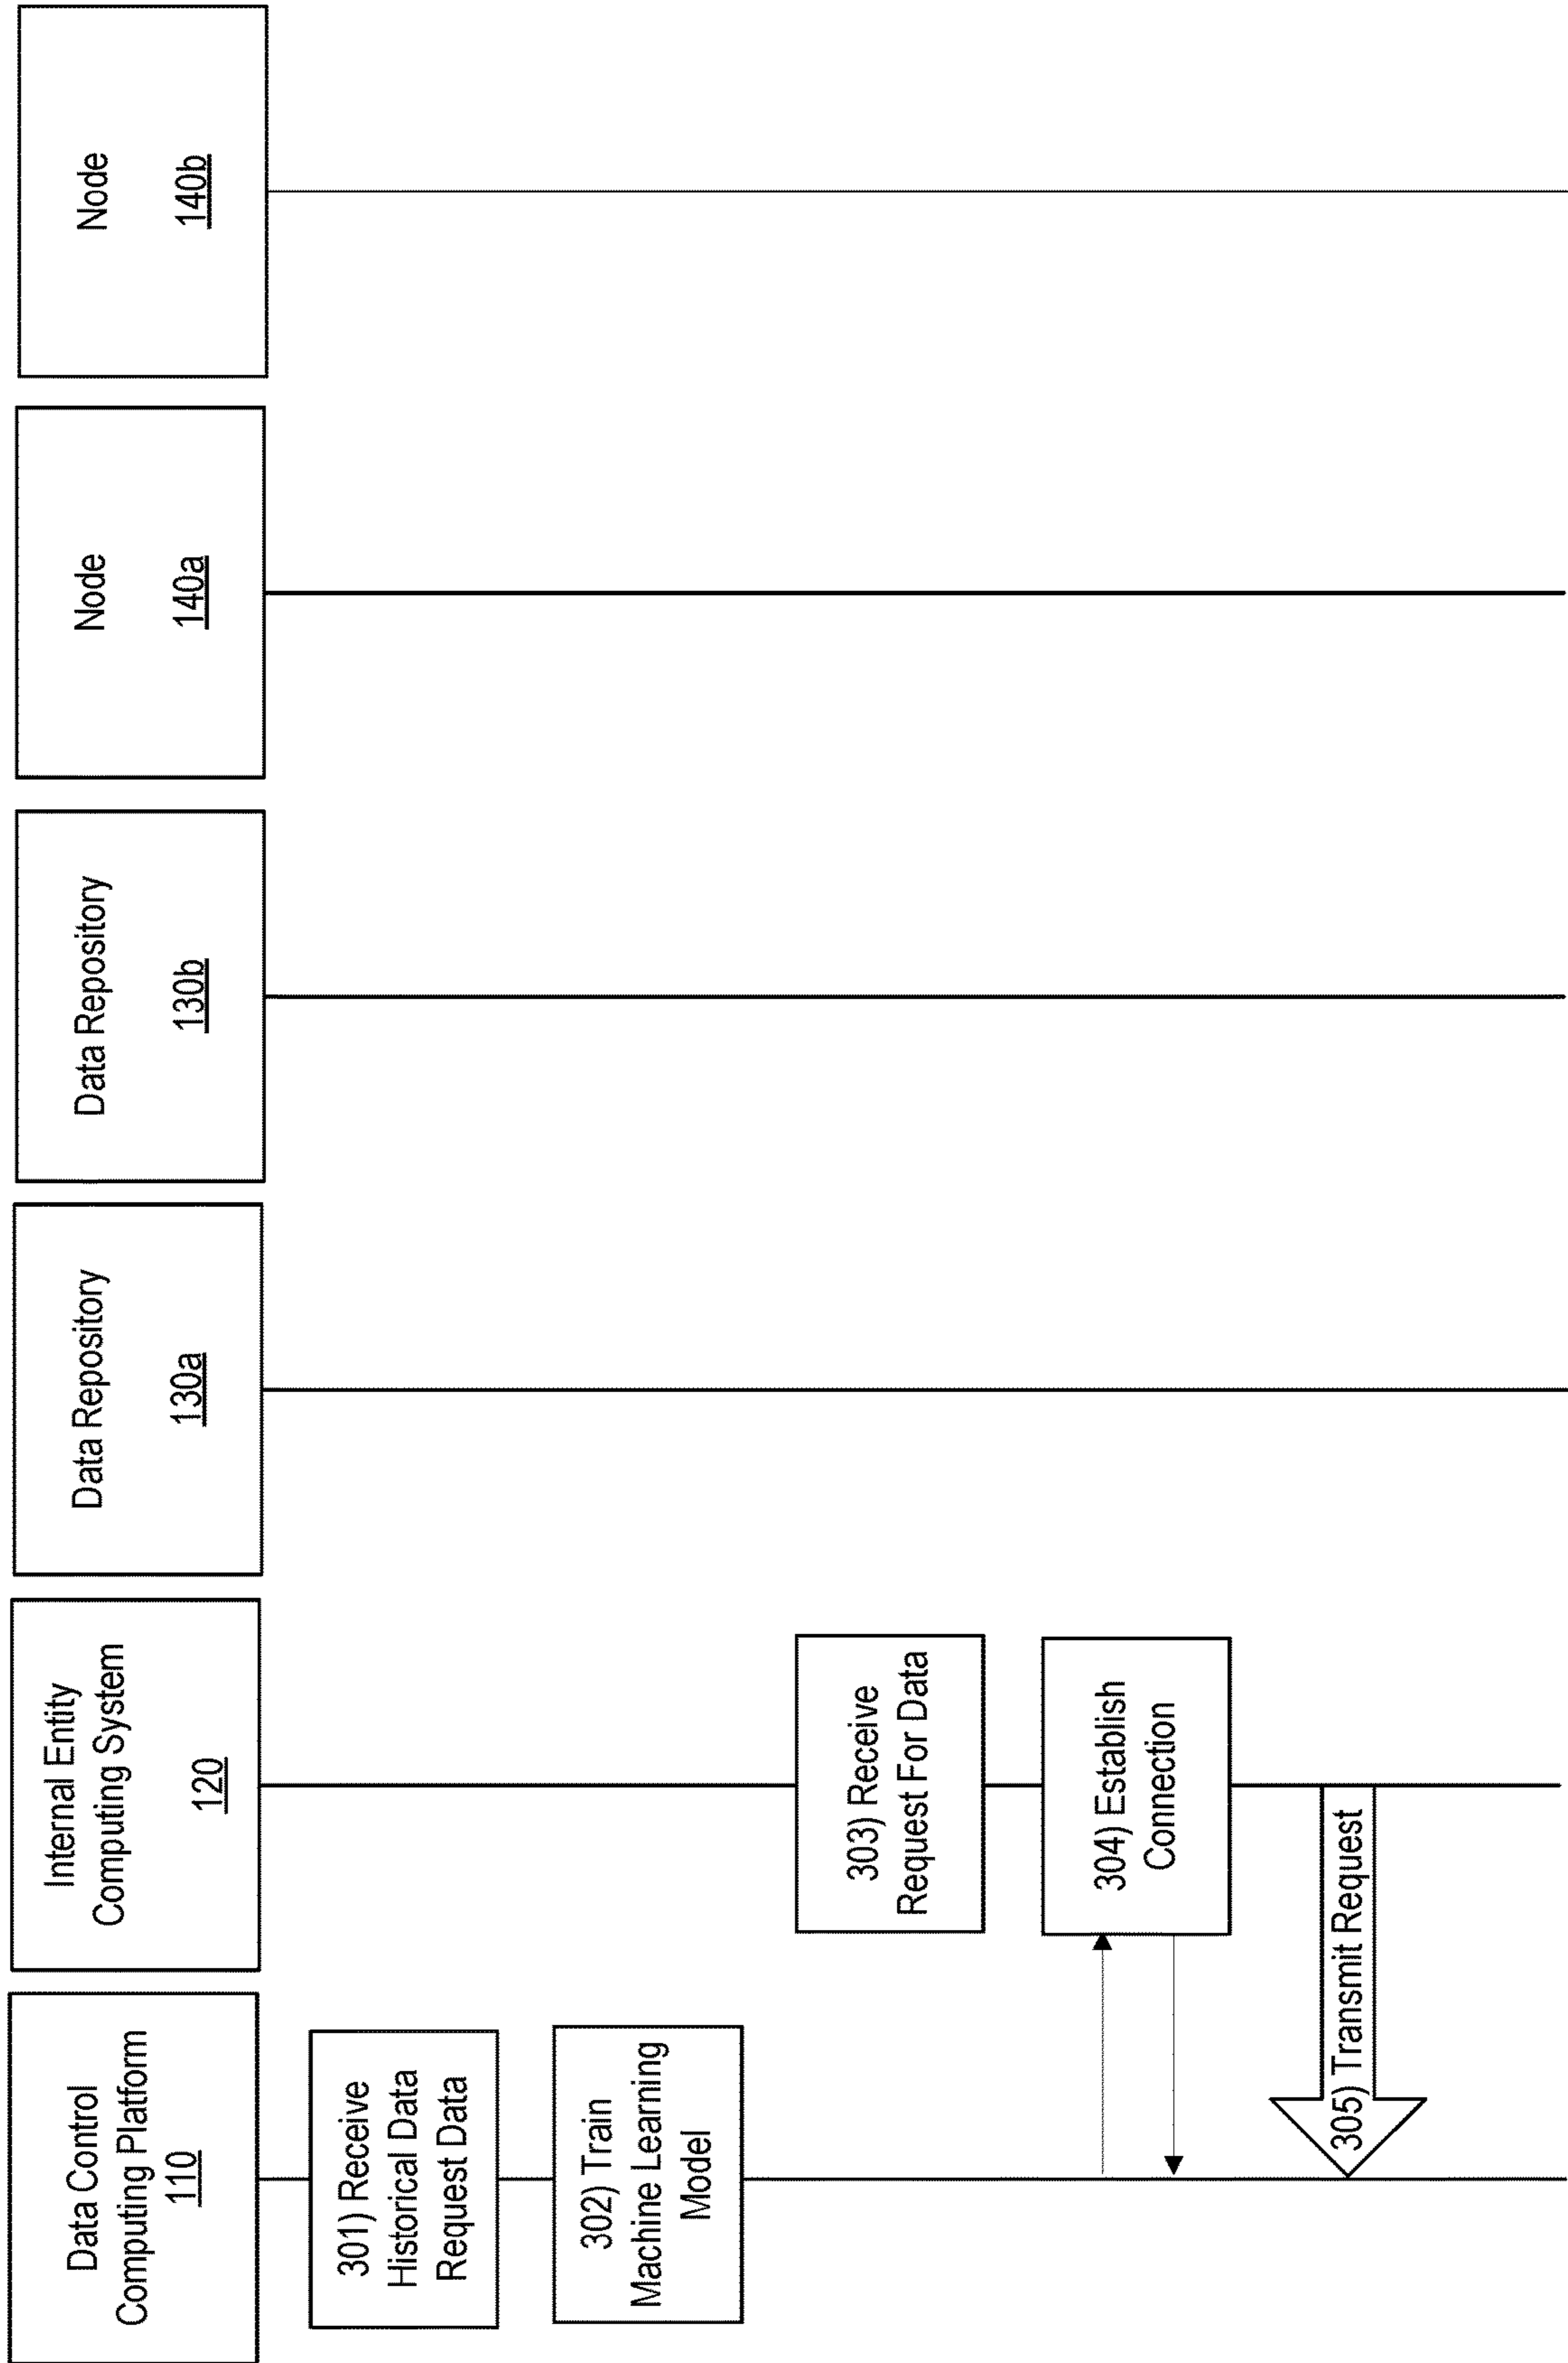 Data Control
Computing Platform
110
Internal Entity
Computing System
120
Data Repository
130a
Data Repository
130b
Node
140a
Node
140b
301) Receive
Historical Data
Request Data
302) Train
Machine Learning
Model
303) Receive
Request For Data
304) Establish
Connection
305) Transmit Request